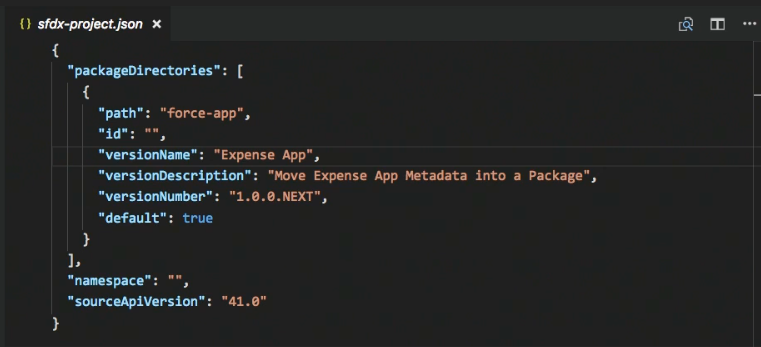 {} sfdx-project.json ×
{
"packageDirectories": [
{
"path": "force-app",
"id": "",
"versionName": "Expense App",
"versionDescription": "Move Expense App Metadata into a Package",
"versionNumber": "1.0.0.NEXT",
"default": true
}
],
"namespace": "",
"sourceApiVersion": "41.0"
}